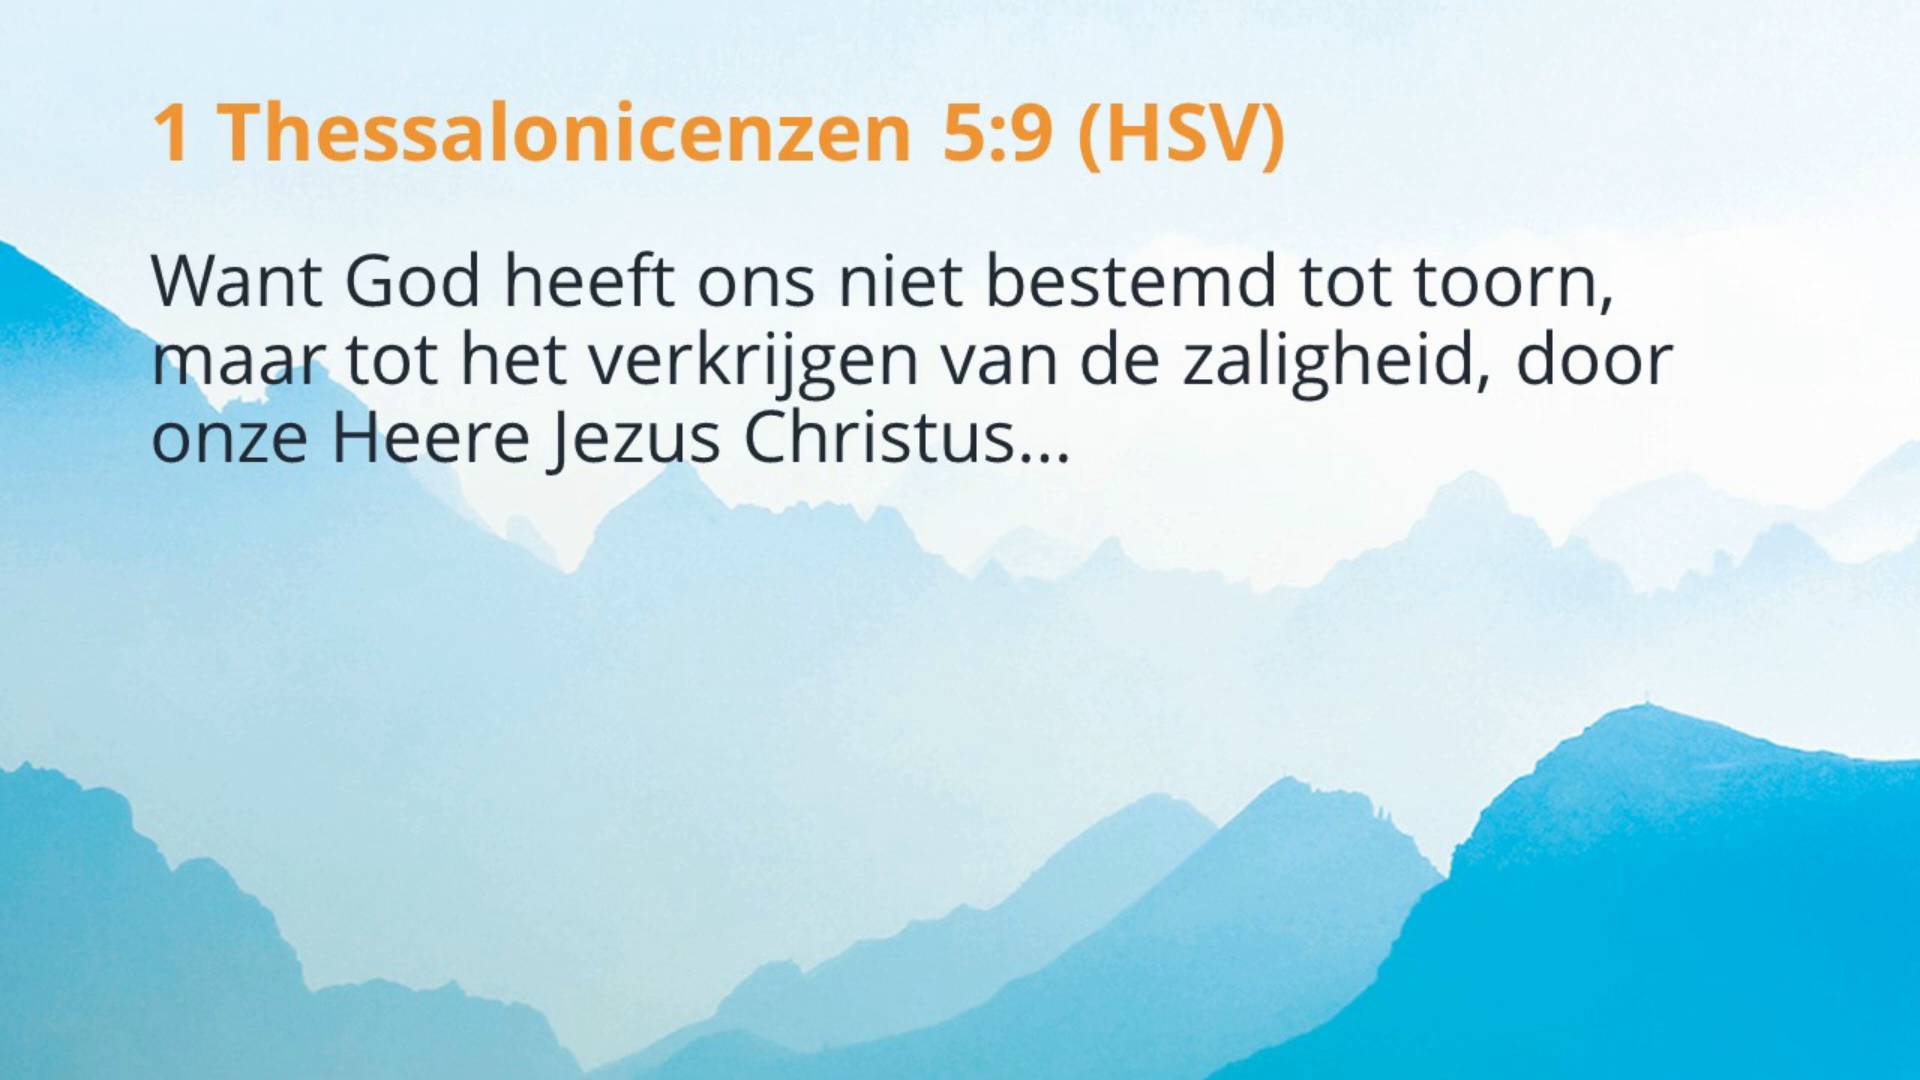 1 Thessalonicenzen 5:9 (HSV)
Want God heeft ons niet bestemd tot toorn,
maar tot het verkrijgen van de zaligheid, door
onze Heere Jezus Christus...